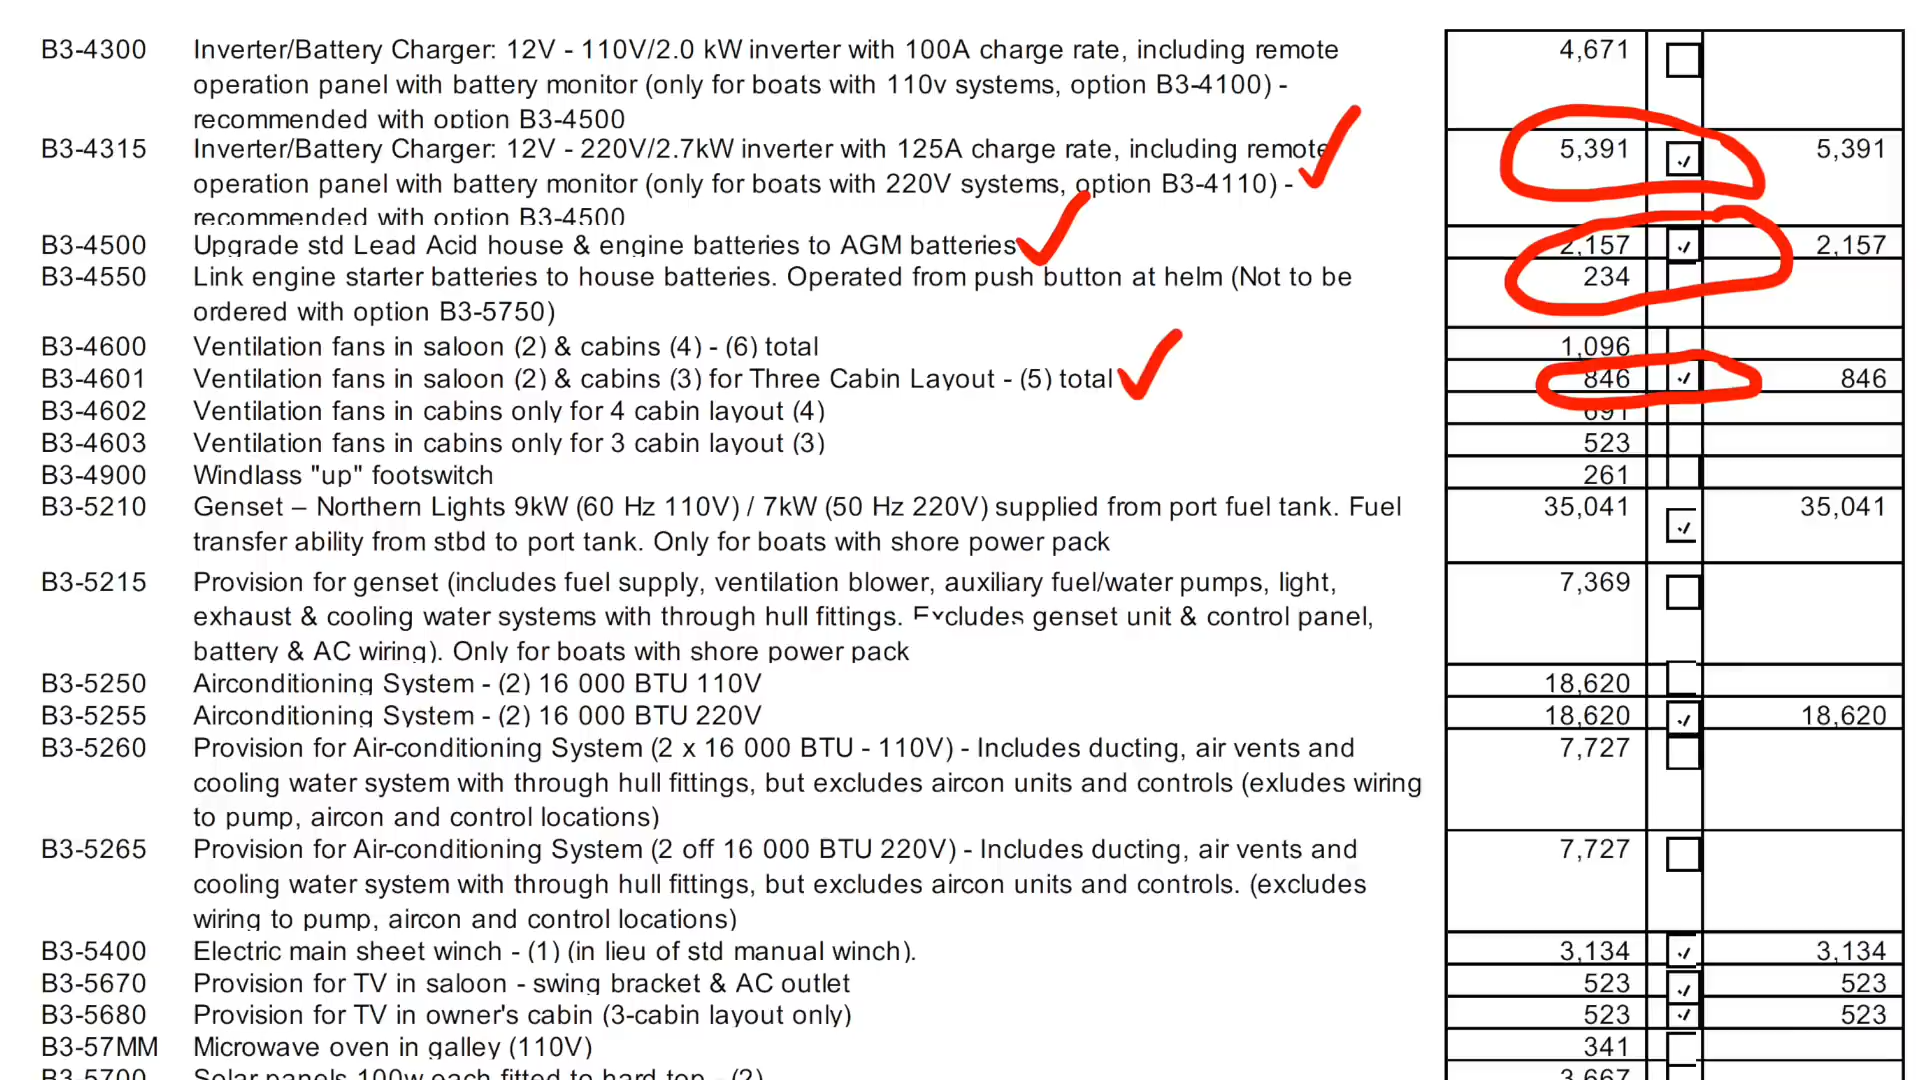 B3-4300 Inverter/Battery Charger: 12V - 110V/2.0 kW inverter with 100A charge rate, including remote 4,671
operation panel with battery monitor (only for boats with 110v systems, option B3-4100) -
recommended with option B3-4500
B3-4315 Inverter/Battery Charger: 12V - 220V/2.7kW inverter with 125A charge rate, including remote 5,391 5,391
operation panel with battery monitor (only for boats with 220V systems, option B3-4110) -
recommended with option B3-4500
B3-4500 Upgrade std Lead Acid house & engine batteries to AGM batteries 2,157 2,157
B3-4550 Link engine starter batteries to house batteries. Operated from push button at helm (Not to be 234
ordered with option B3-5750)
B3-4600 Ventilation fans in saloon (2) & cabins (4) - (6) total 1,096
B3-4601 Ventilation fans in saloon (2) & cabins (3) for Three Cabin Layout - (5) total 846 846
B3-4602 Ventilation fans in cabins only for 4 cabin layout (4) 691
B3-4603 Ventilation fans in cabins only for 3 cabin layout (3) 523
B3-4900 Windlass "up" footswitch 261
B3-5210 Genset – Northern Lights 9kW (60 Hz 110V) / 7kW (50 Hz 220V) supplied from port fuel tank. Fuel 35,041 35,041
transfer ability from stbd to port tank. Only for boats with shore power pack
B3-5215 Provision for genset (includes fuel supply, ventilation blower, auxiliary fuel/water pumps, light, 7,369
exhaust & cooling water systems with through hull fittings. Excludes genset unit & control panel,
battery & AC wiring). Only for boats with shore power pack
B3-5250 Airconditioning System - (2) 16 000 BTU 110V 18,620
B3-5255 Airconditioning System - (2) 16 000 BTU 220V 18,620 18,620
B3-5260 Provision for Air-conditioning System (2 x 16 000 BTU - 110V) - Includes ducting, air vents and 7,727
cooling water system with through hull fittings, but excludes aircon units and controls (exludes wiring
to pump, aircon and control locations)
B3-5265 Provision for Air-conditioning System (2 off 16 000 BTU 220V) - Includes ducting, air vents and 7,727
cooling water system with through hull fittings, but excludes aircon units and controls. (excludes
wiring to pump, aircon and control locations)
B3-5400 Electric main sheet winch - (1) (in lieu of std manual winch). 3,134 3,134
B3-5670 Provision for TV in saloon - swing bracket & AC outlet 523 523
B3-5680 Provision for TV in owner's cabin (3-cabin layout only) 523 523
B3-57MM Microwave oven in galley (110V) 341
B3-5700 Solar panels 100w each fitted to hard top - (2) 3,667